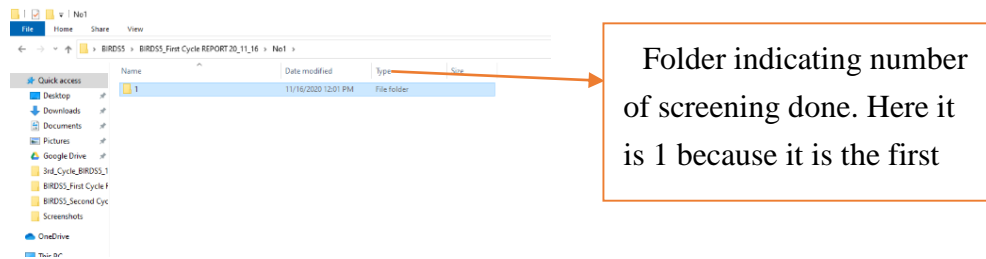 No1
File Home Share View
BIRDS5 > BIRDS5_First Cycle REPORT 20_11_16 > No1 >
Name Date modified Type Size
Quick access
1 11/16/2020 12:01 PM File folder
Desktop
Downloads
Documents
Pictures
Google Drive
3rd_Cycle_BIRDS5_1
BIRDS5_First Cycle F
BIRDS5_Second Cyc
Screenshots
OneDrive
This PC
Folder indicating number
of screening done. Here it
is 1 because it is the first